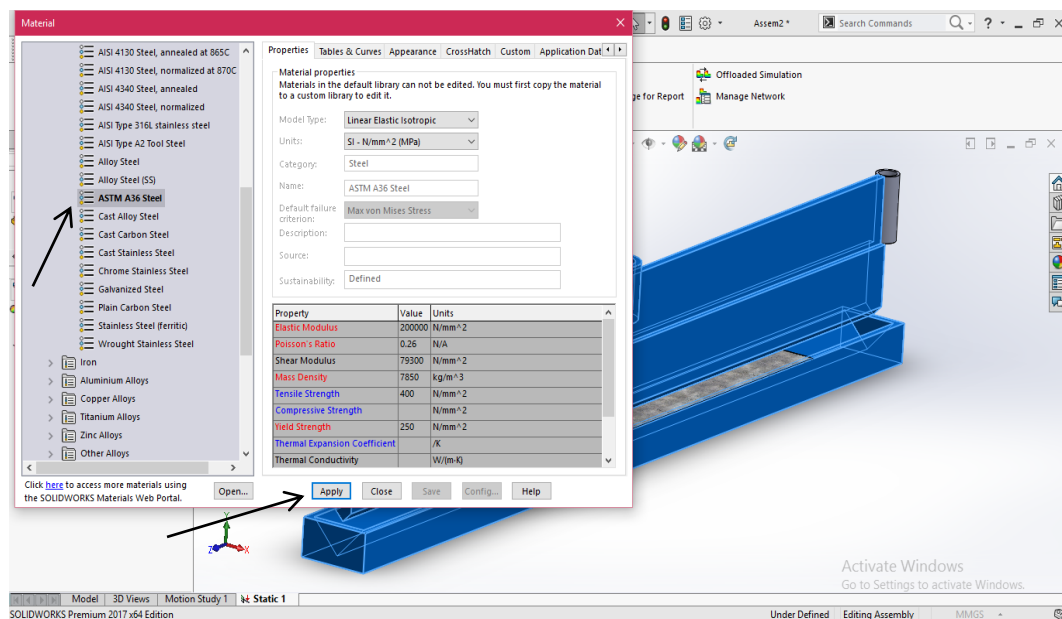 Material
Assem2 *
Search Commands
?
AISI 4130 Steel, annealed at 865C
AISI 4130 Steel, normalized at 870C
AISI 4340 Steel, annealed
AISI 4340 Steel, normalized
AISI Type 316L stainless steel
AISI Type A2 Tool Steel
Alloy Steel
Alloy Steel (SS)
ASTM A36 Steel
Cast Alloy Steel
Cast Carbon Steel
Cast Stainless Steel
Chrome Stainless Steel
Galvanized Steel
Plain Carbon Steel
Stainless Steel (ferritic)
Wrought Stainless Steel
Iron
Aluminium Alloys
Copper Alloys
Titanium Alloys
Zinc Alloys
Other Alloys
Click here to access more materials using
the SOLIDWORKS Materials Web Portal.
Open...
Properties Tables & Curves Appearance CrossHatch Custom Application Dat
Material properties
Materials in the default library can not be edited. You must first copy the material
to a custom library to edit it.
Model Type: Linear Elastic Isotropic
Units: SI - N/mm^2 (MPa)
Category: Steel
Name: ASTM A36 Steel
Default failure
criterion: Max von Mises Stress
Description:
Source:
Sustainability: Defined
Property Value Units
Elastic Modulus 200000 N/mm^2
Poisson's Ratio 0.26 N/A
Shear Modulus 79300 N/mm^2
Mass Density 7850 kg/m^3
Tensile Strength 400 N/mm^2
Compressive Strength N/mm^2
Yield Strength 250 N/mm^2
Thermal Expansion Coefficient /K
Thermal Conductivity W/(m·K)
Apply Close Save Config... Help
Offloaded Simulation
ge for Report Manage Network
Y
Z X
Activate Windows
Go to Settings to activate Windows.
Model 3D Views Motion Study 1 Static 1
SOLIDWORKS Premium 2017 x64 Edition
Under Defined Editing Assembly MMGS